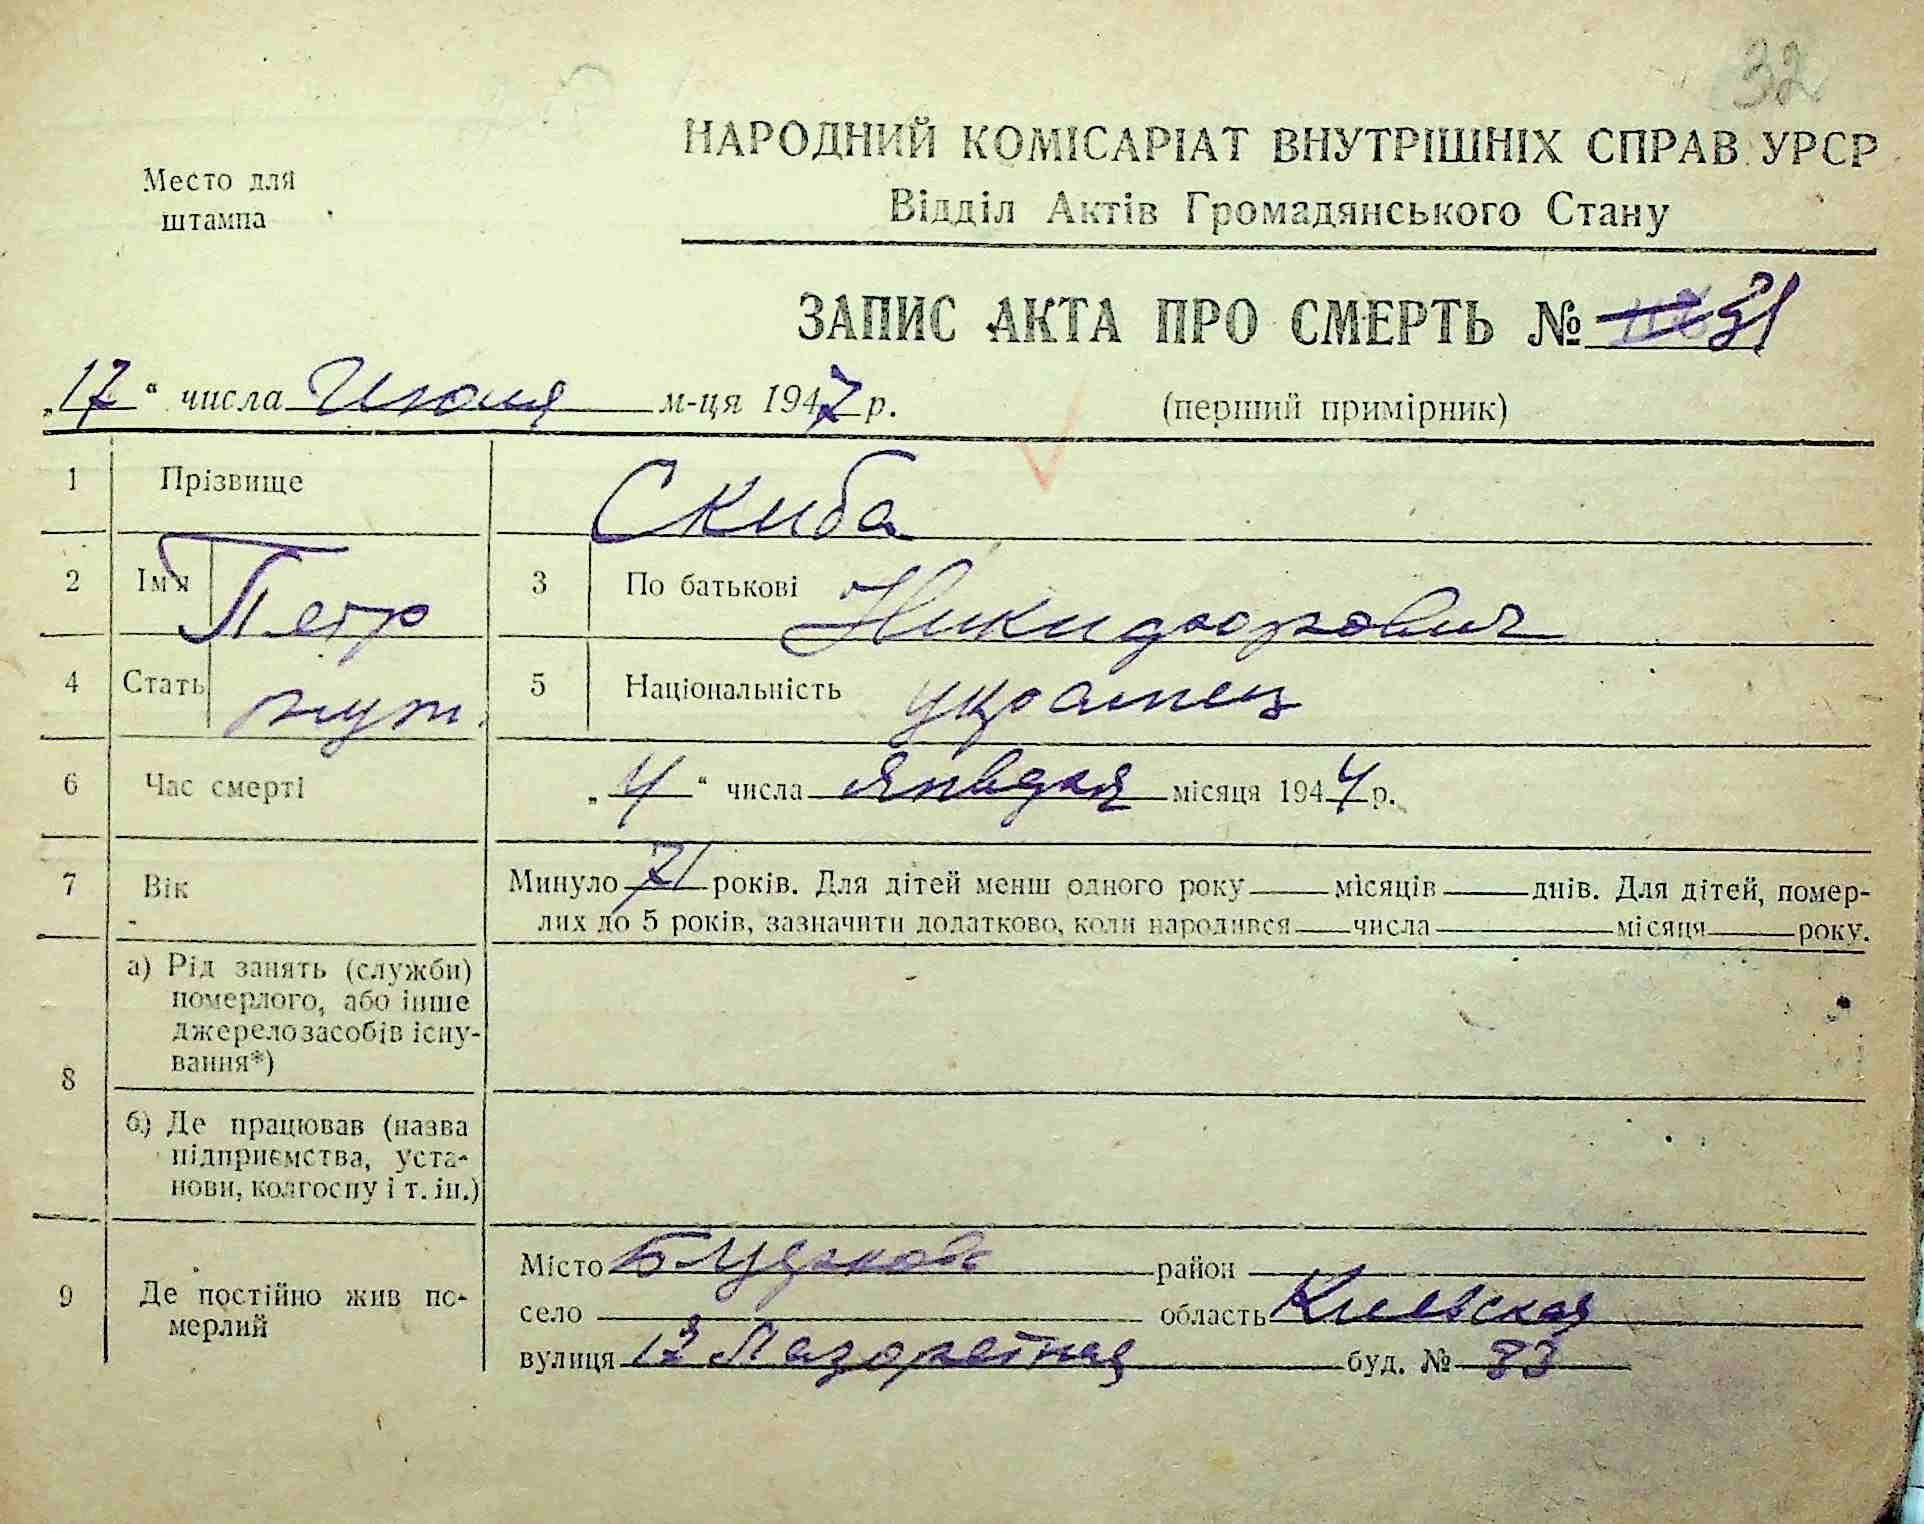 32
НАРОДНИЙ КОМІСАРІАТ ВНУТРІШНІХ СПРАВ УРСР
Место для
штампа
Відділ Актів Громадянського Стану
ЗАПИС АКТА ПРО СМЕРТЬ № 31
„17“ числа Июля м-ця 1947 р. (перший примірник)
1 Прізвище Скиба
2 Ім'я Петр 3 По батькові Никифорович
4 Стать муж. 5 Національність украинец
6 Час смерті „4“ числа января місяця 1944 р.
7 Вік Минуло 71 років. Для дітей менш одного року місяців днів. Для дітей, помер-
лих до 5 років, зазначити додатково, коли народився числа місяця року.
а) Рід занять (служби)
померлого, або інше
джерело засобів існу-
вання*)
8
б) Де працював (назва
підприємства, уста-
нови, колгоспу і т. ін.)
9 Де постійно жив по-
мерлий
Місто район
село область Киевская
вулиця Лазоретная буд. № 83